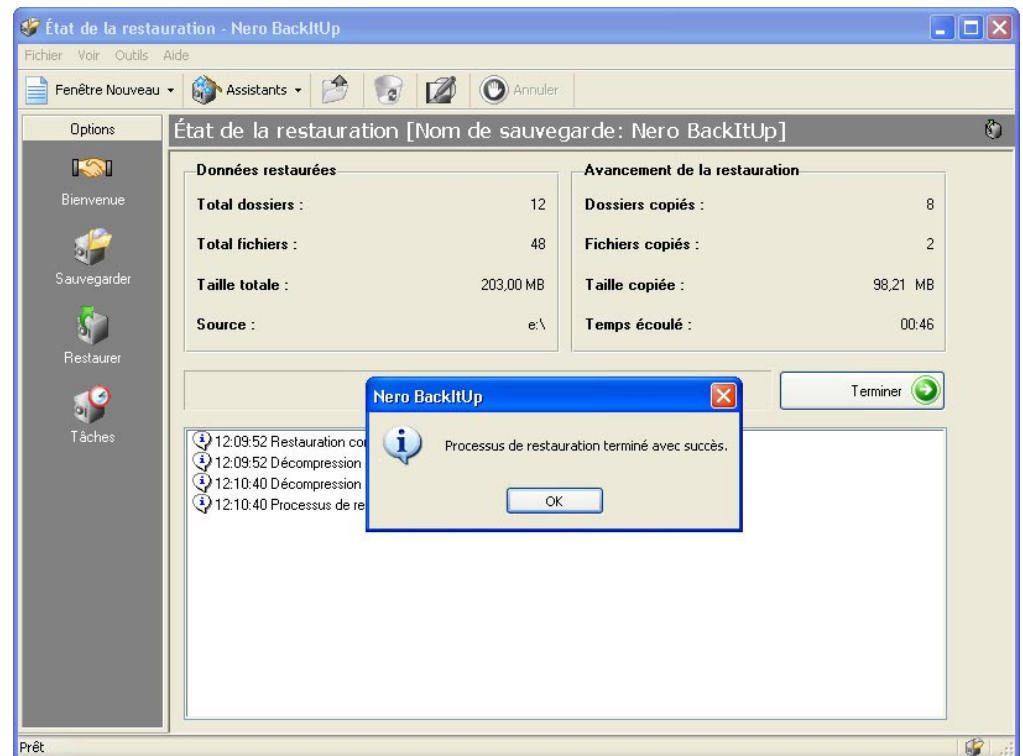 État de la restauration - Nero BackItUp
Fichier Voir Outils Aide
Fenêtre Nouveau Assistants Annuler
Options
Bienvenue
Sauvegarder
Restaurer
Tâches
État de la restauration [Nom de sauvegarde: Nero BackItUp]
Données restaurées
Total dossiers : 12
Total fichiers : 48
Taille totale : 203,00 MB
Source : e:\
Avancement de la restauration
Dossiers copiés : 8
Fichiers copiés : 2
Taille copiée : 98,21 MB
Temps écoulé : 00:46
Terminer
12:09:52 Restauration
12:09:52 Décompression
12:10:40 Décompression
12:10:40 Processus de
Nero BackItUp
Processus de restauration terminé avec succès.
OK
Prêt